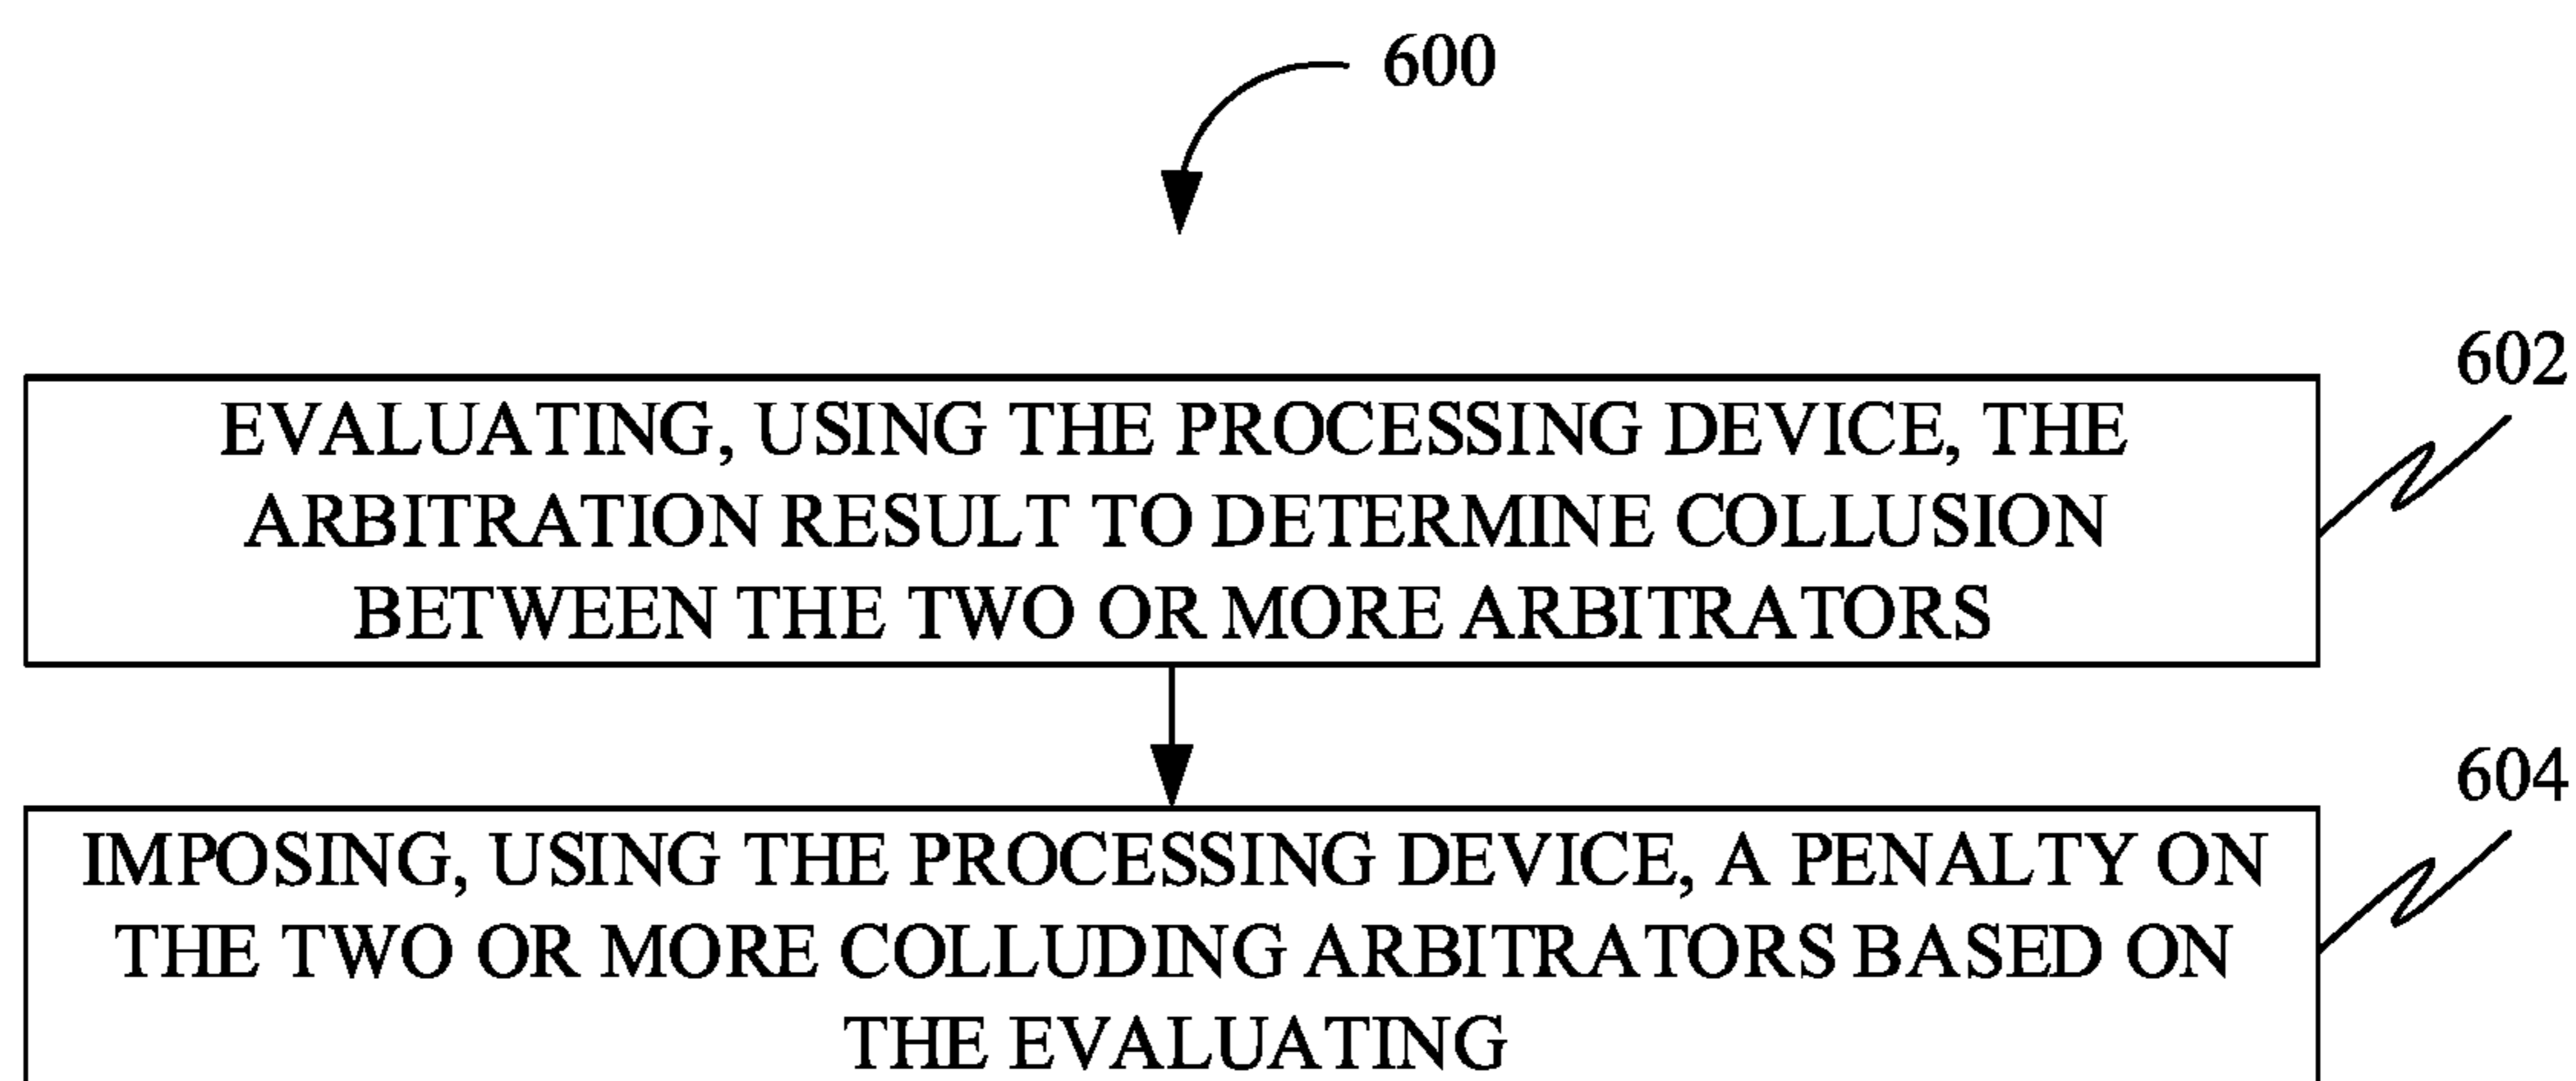 600
602
EVALUATING, USING THE PROCESSING DEVICE, THE
ARBITRATION RESULT TO DETERMINE COLLUSION
BETWEEN THE TWO OR MORE ARBITRATORS
604
IMPOSING, USING THE PROCESSING DEVICE, A PENALTY ON
THE TWO OR MORE COLLUDING ARBITRATORS BASED ON
THE EVALUATING